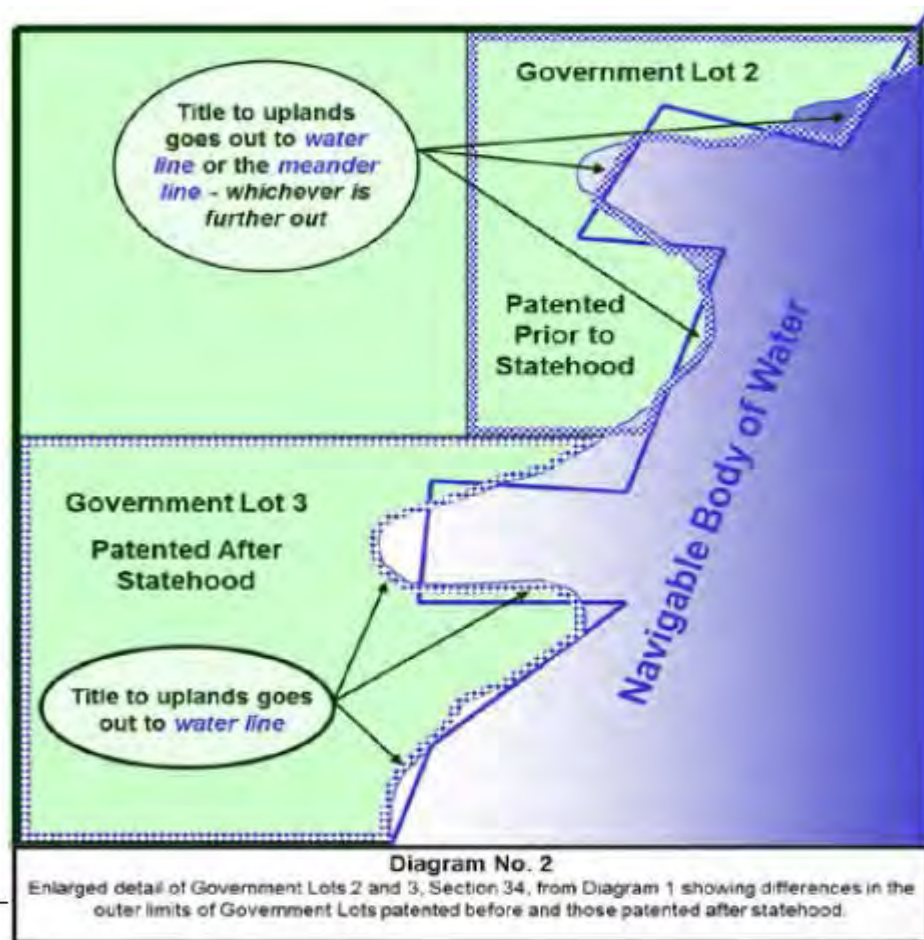 Government Lot 2
Title to uplands
goes out to water
line or the meander
line - whichever is
further out
Patented
Prior to
Statehood
Navigable Body of Water
Government Lot 3
Patented After
Statehood
Title to uplands goes
out to water line
Diagram No. 2
Enlarged detail of Government Lots 2 and 3, Section 34, from Diagram 1 showing differences in the
outer limits of Government Lots patented before and those patented after statehood.